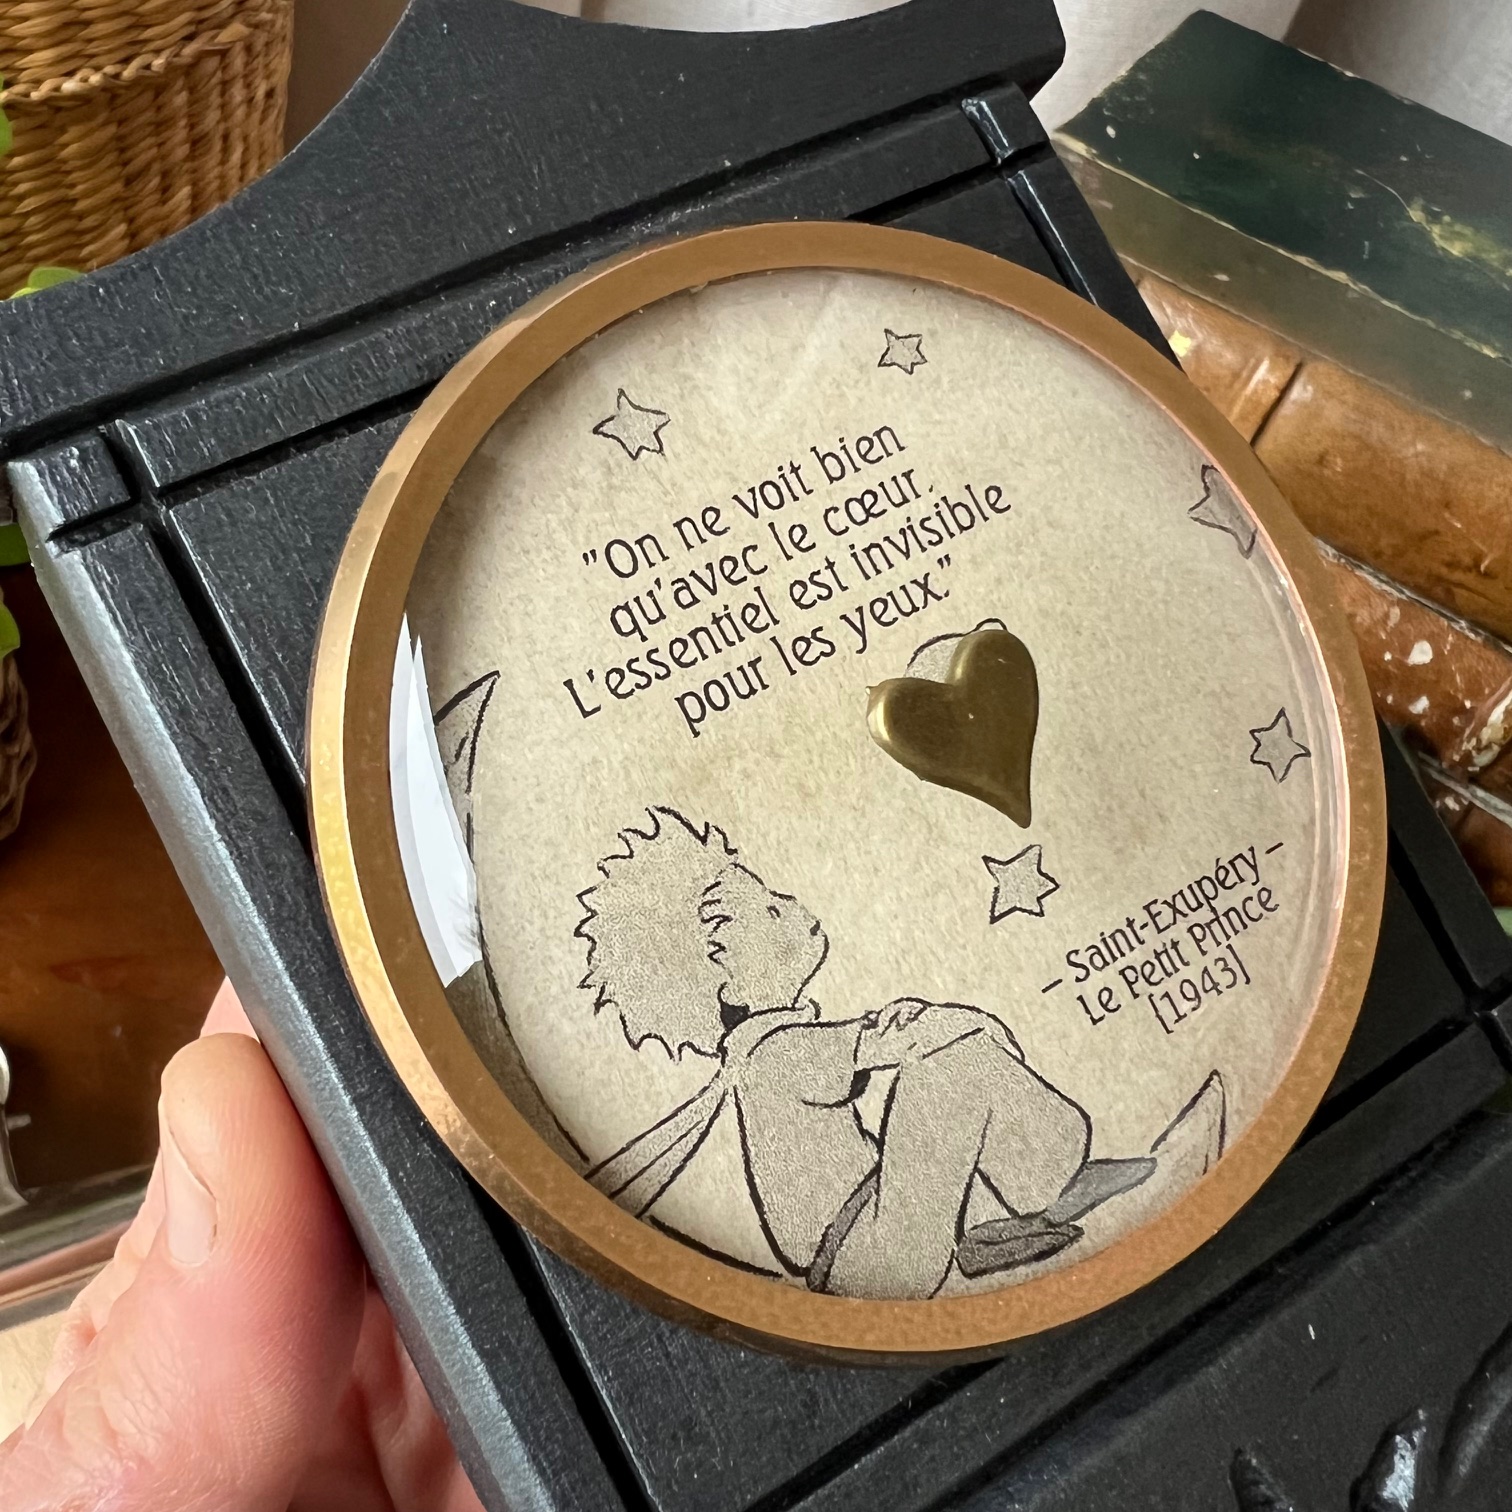 "On ne voit bien
qu'avec le cœur.
L'essentiel est invisible
pour les yeux."
– Saint-Exupéry –
Le Petit Prince
[1943]